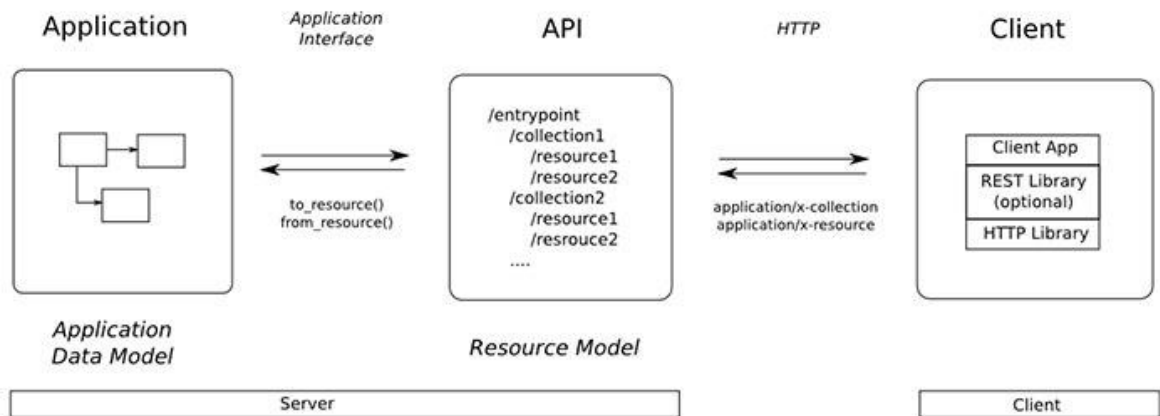 Application
Application
Interface
API
HTTP
Client
/entrypoint
/collection1
/resource1
/resource2
/collection2
/resource1
/resrouce2
....
to_resource()
from_resource()
application/x-collection
application/x-resource
Client App
REST Library
(optional)
HTTP Library
Application
Data Model
Resource Model
Server
Client